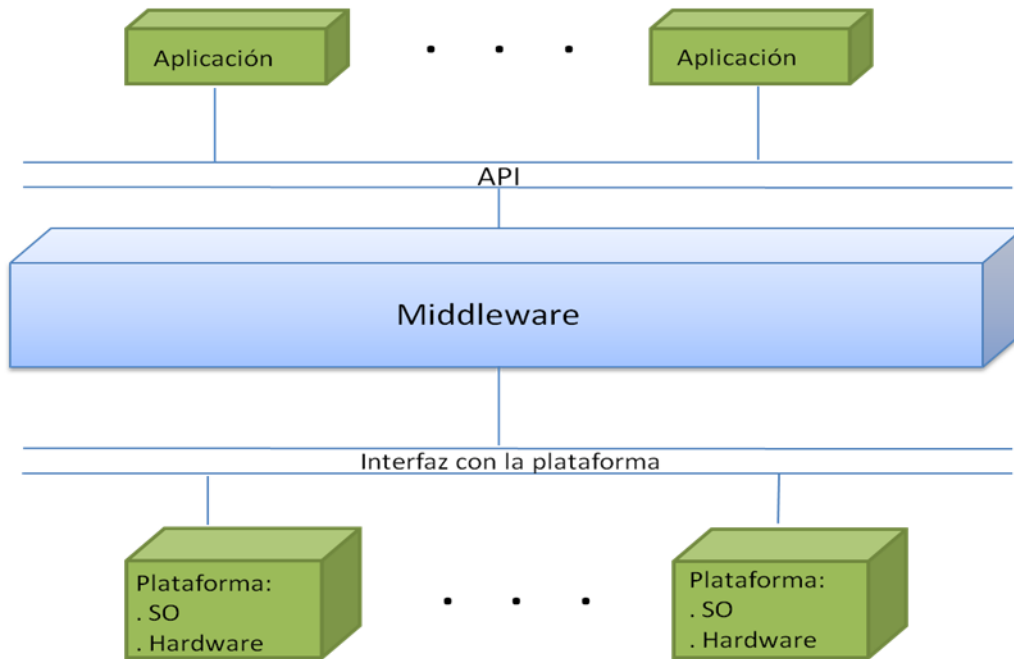 Aplicación
Aplicación
API
Middleware
Interfaz con la plataforma
Plataforma:
. SO
. Hardware
Plataforma:
. SO
. Hardware